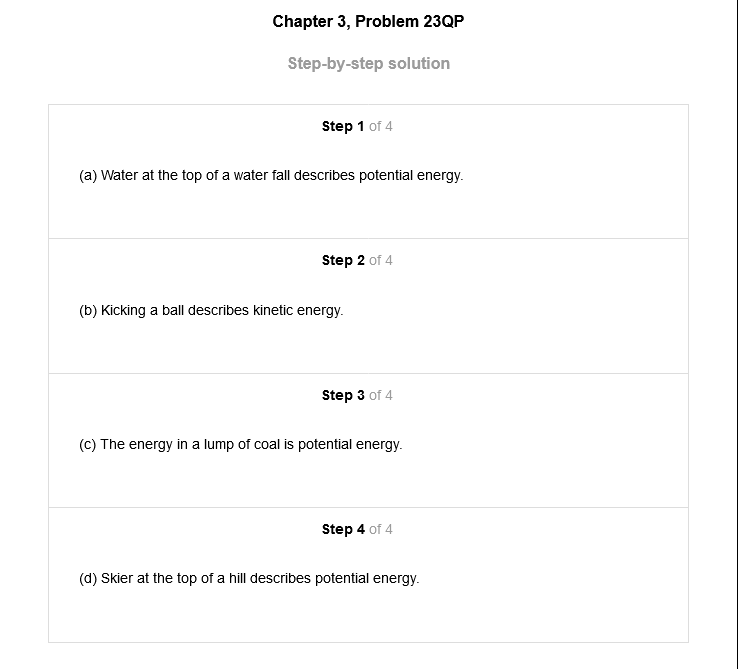 Chapter 3, Problem 23QP
Step-by-step solution
Step 1 of 4
(a) Water at the top of a water fall describes potential energy.
Step 2 of 4
(b) Kicking a ball describes kinetic energy.
Step 3 of 4
(c) The energy in a lump of coal is potential energy.
Step 4 of 4
(d) Skier at the top of a hill describes potential energy.